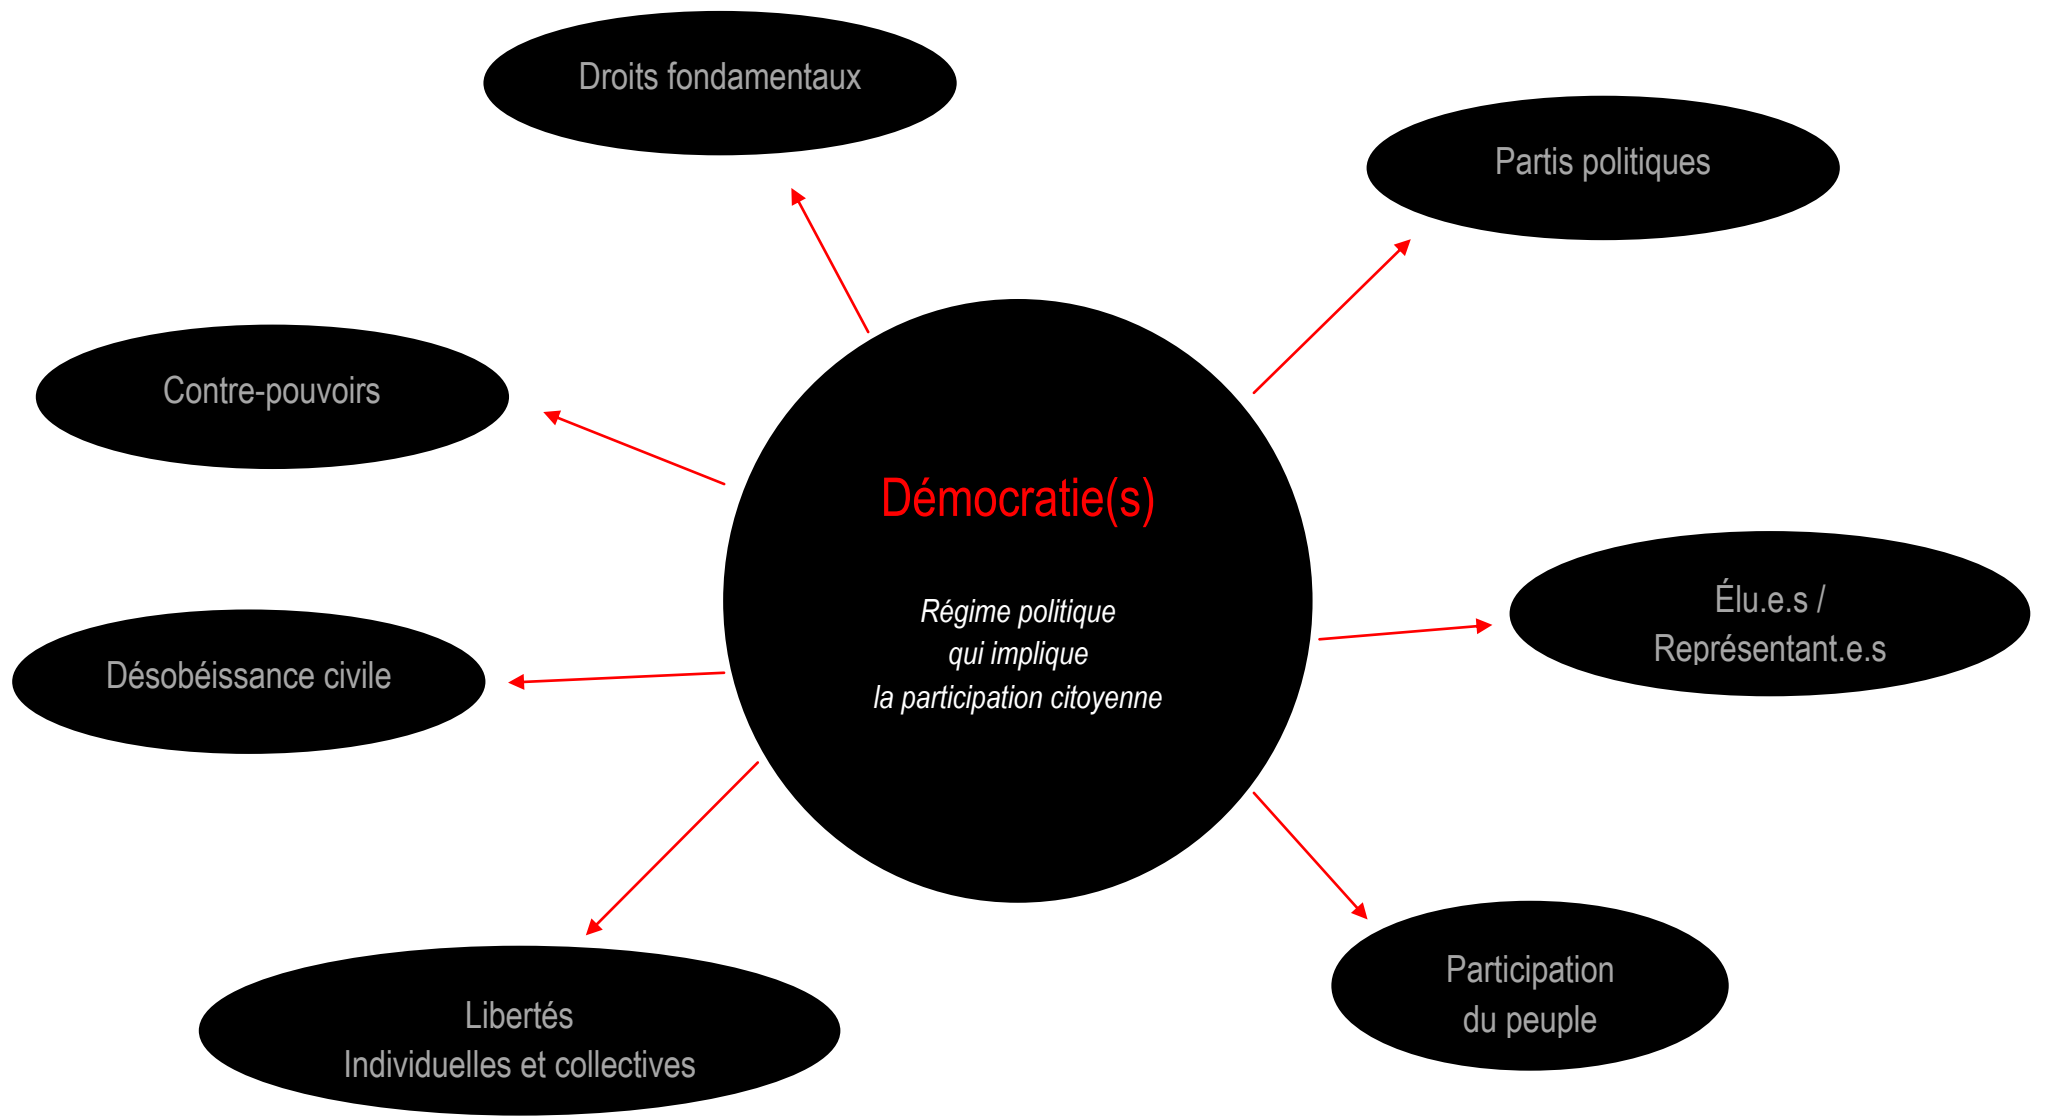 Droits fondamentaux
Partis politiques
Contre-pouvoirs
Démocratie(s)
Régime politique
qui implique
la participation citoyenne
Élu.e.s /
Représentant.e.s
Désobéissance civile
Participation
du peuple
Libertés
Individuelles et collectives